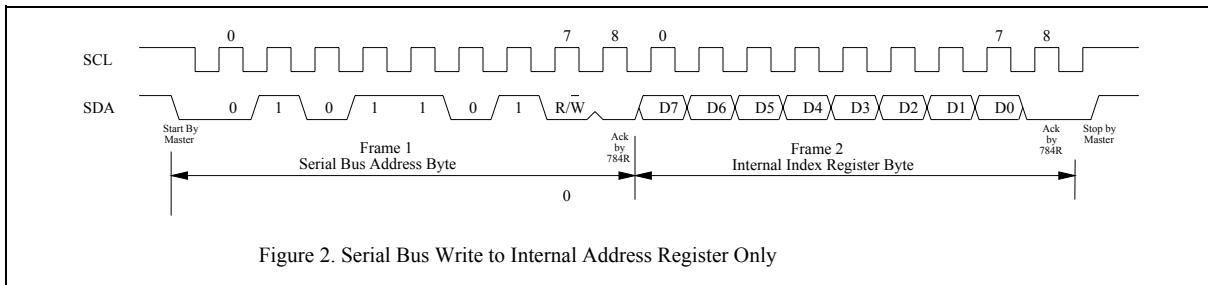 0 7 8 0 7 8
SCL
SDA 0 1 0 1 1 0 1 R/W̅ D7 D6 D5 D4 D3 D2 D1 D0
Start By
Master
Ack
by
784R
Ack
by
784R
Stop by
Master
Frame 1
Serial Bus Address Byte
Frame 2
Internal Index Register Byte
0
Figure 2. Serial Bus Write to Internal Address Register Only